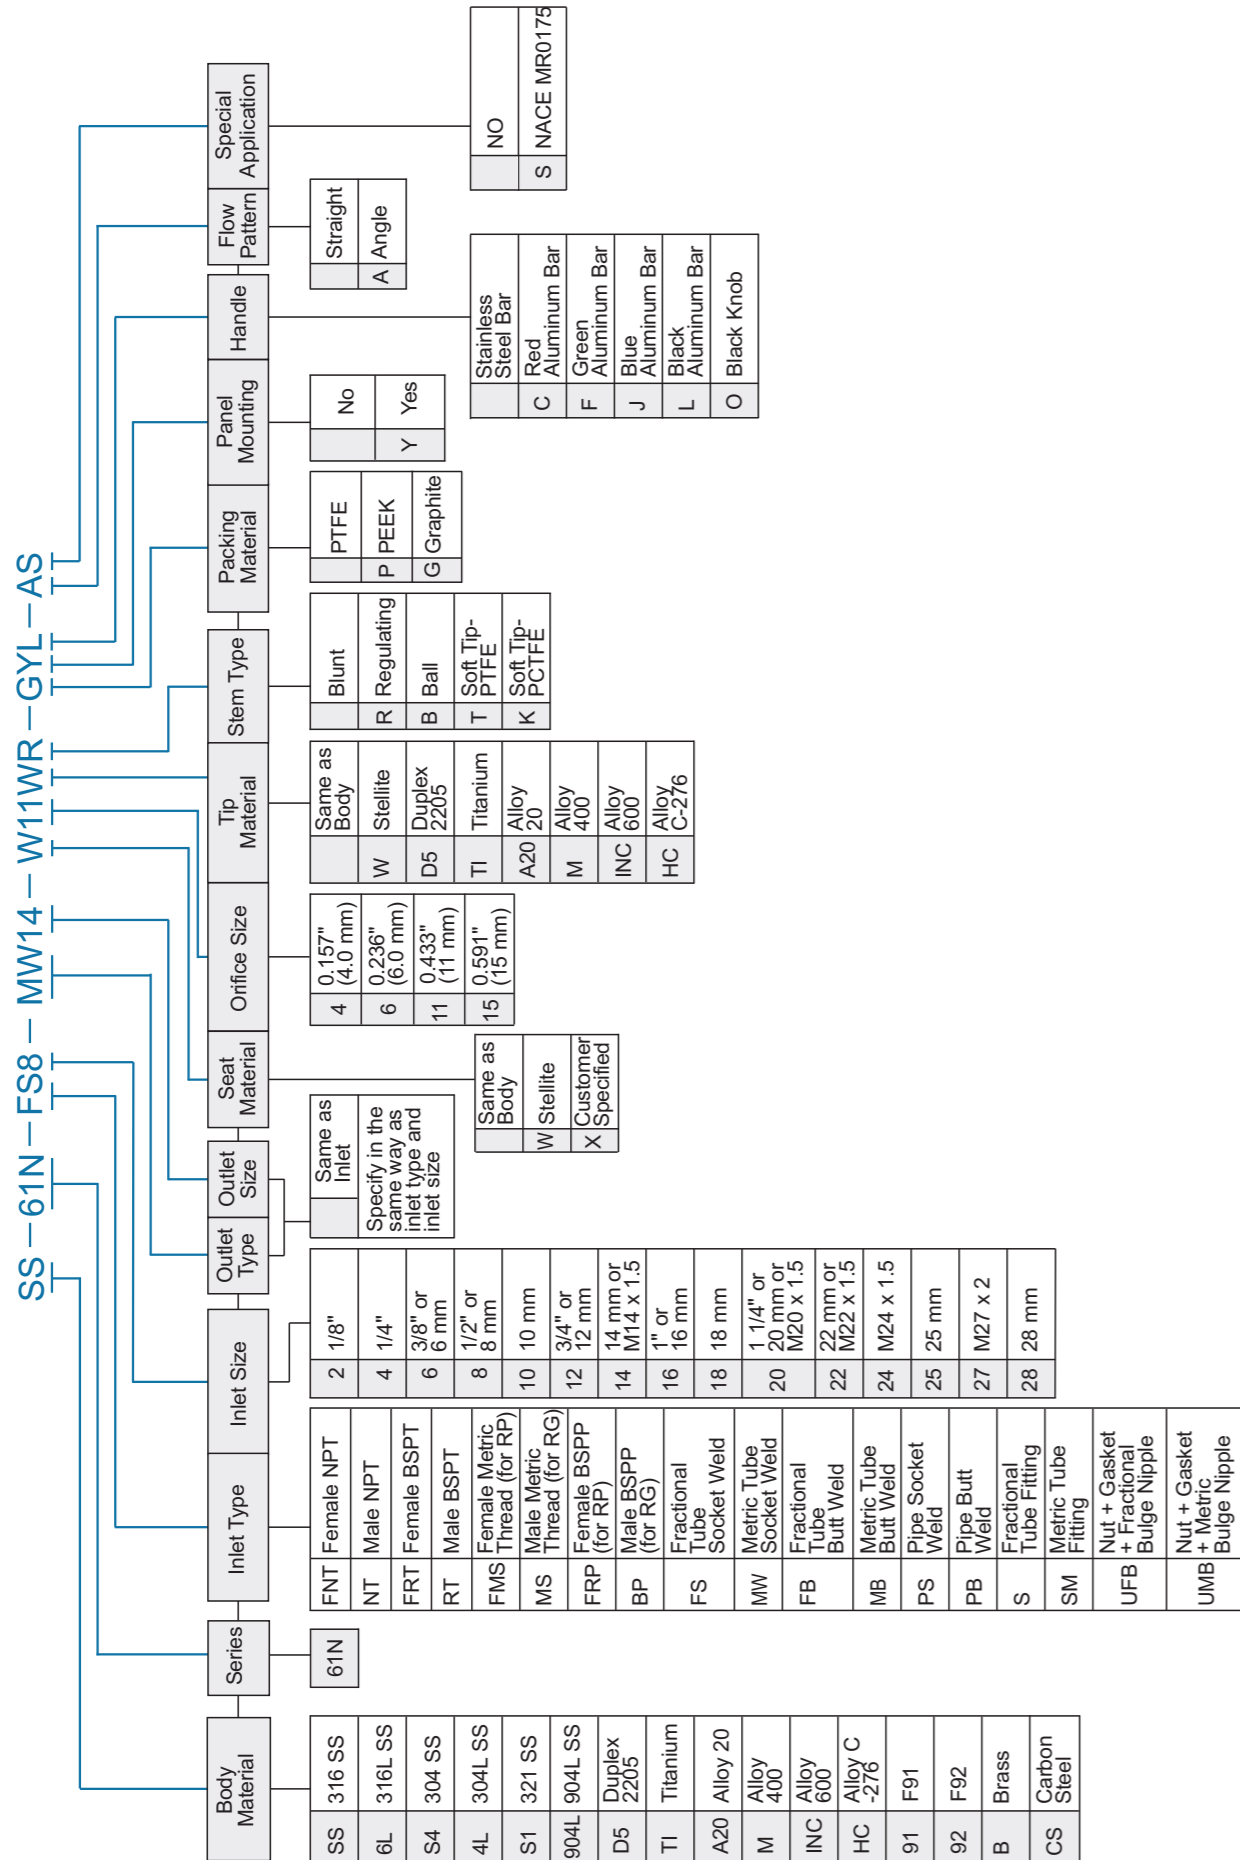 SS－61N－FS8－MW14－W11WR－GYL－AS
Body
Material
Series
Inlet Type
Inlet Size
Outlet
Type
Outlet
Size
Seat
Material
Orifice Size
Tip
Material
Stem Type
Packing
Material
Panel
Mounting
Handle
Flow
Pattern
Special
Application
SS 316 SS
6L 316L SS
S4 304 SS
4L 304L SS
S1 321 SS
904L 904L SS
D5 Duplex
2205
TI Titanium
A20 Alloy 20
M Alloy
400
INC Alloy
600
HC Alloy C
-276
91 F91
92 F92
B Brass
CS Carbon
Steel
61N
FNT Female NPT
NT Male NPT
FRT Female BSPT
RT Male BSPT
FMS Female Metric
Thread (for RP)
MS Male Metric
Thread (for RG)
FRP Female BSPP
(for RP)
BP Male BSPP
(for RG)
FS Fractional
Tube
Socket Weld
MW Metric Tube
Socket Weld
FB Fractional
Tube
Butt Weld
MB Metric Tube
Butt Weld
PS Pipe Socket
Weld
PB Pipe Butt
Weld
S Fractional
Tube Fitting
SM Metric Tube
Fitting
UFB Nut + Gasket
+ Fractional
Bulge Nipple
UMB Nut + Gasket
+ Metric
Bulge Nipple
2 1/8"
4 1/4"
6 3/8" or
6 mm
8 1/2" or
8 mm
10 10 mm
12 3/4" or
12 mm
14 14 mm or
M14 x 1.5
16 1" or
16 mm
18 18 mm
20 1 1/4" or
20 mm or
M20 x 1.5
22 22 mm or
M22 x 1.5
24 M24 x 1.5
25 25 mm
27 M27 x 2
28 28 mm
Same as
Inlet
Specify in the
same way as
inlet type and
inlet size
Same as
Body
W Stellite
X Customer
Specified
4 0.157"
(4.0 mm)
6 0.236"
(6.0 mm)
11 0.433"
(11 mm)
15 0.591"
(15 mm)
Same as
Body
W Stellite
D5 Duplex
2205
TI Titanium
A20 Alloy
20
M Alloy
400
INC Alloy
600
HC Alloy
C-276
Blunt
R Regulating
B Ball
T Soft Tip-
PTFE
K Soft Tip-
PCTFE
PTFE
P PEEK
G Graphite
No
Y Yes
Stainless
Steel Bar
C Red
Aluminum Bar
F Green
Aluminum Bar
J Blue
Aluminum Bar
L Black
Aluminum Bar
O Black Knob
Straight
A Angle
NO
S NACE MR0175